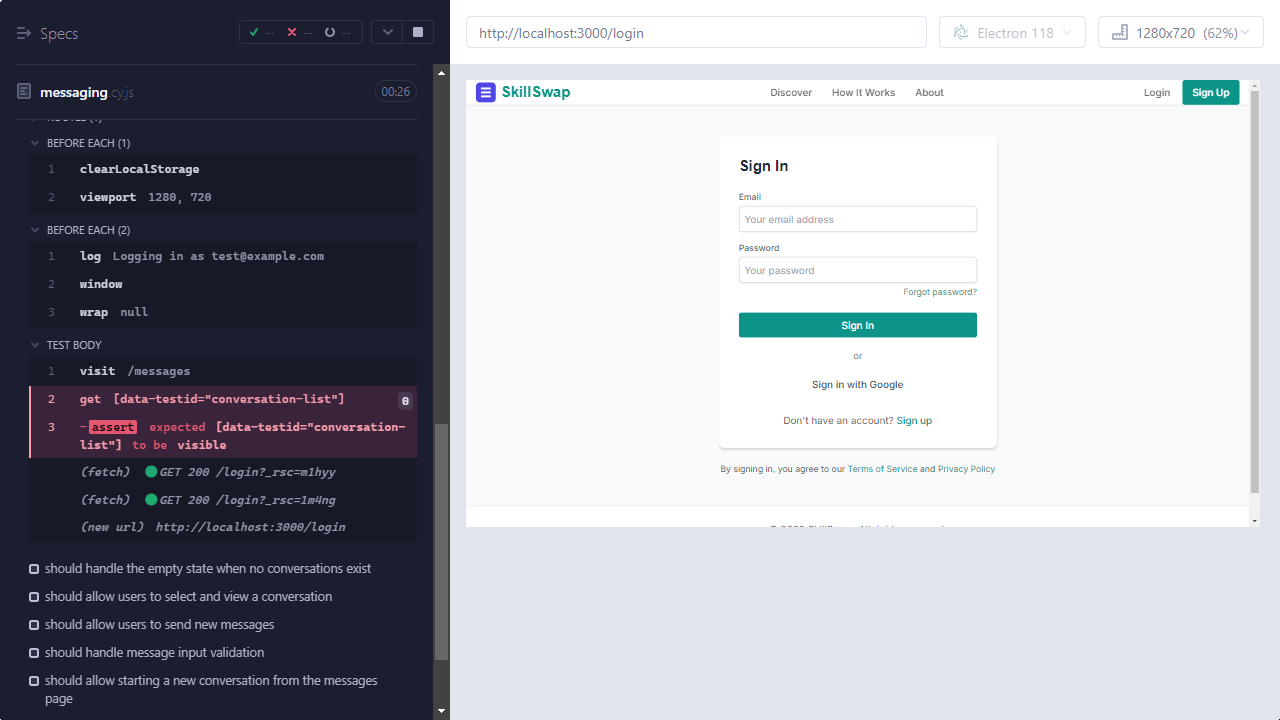 Specs
--
--
--
messaging.cy.js
00:26
BEFORE EACH (1)
1 clearLocalStorage
2 viewport 1280, 720
BEFORE EACH (2)
1 log Logging in as test@example.com
2 window
3 wrap null
TEST BODY
1 visit /messages
2 get [data-testid="conversation-list"] 0
3 -assert expected [data-testid="conversation-
list"] to be visible
(fetch) GET 200 /login?_rsc=m1hyy
(fetch) GET 200 /login?_rsc=1m4ng
(new url) http://localhost:3000/login
should handle the empty state when no conversations exist
should allow users to select and view a conversation
should allow users to send new messages
should handle message input validation
should allow starting a new conversation from the messages
page
http://localhost:3000/login
Electron 118
1280x720 (62%)
SkillSwap
Discover How It Works About
Login Sign Up
Sign In
Email
Your email address
Password
Your password
Forgot password?
Sign In
or
Sign in with Google
Don't have an account? Sign up
By signing in, you agree to our Terms of Service and Privacy Policy